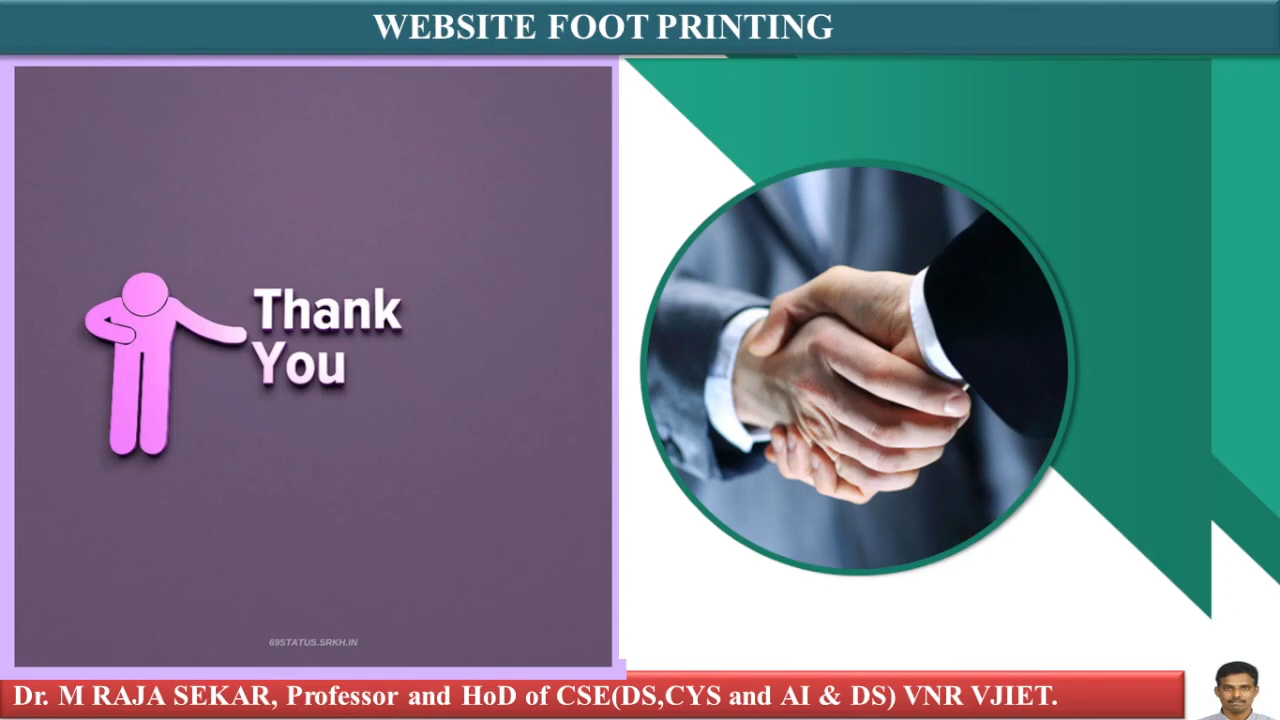 WEBSITE FOOT PRINTING
Thank
You
69STATUS.SRKH.IN
Dr. M RAJA SEKAR, Professor and HoD of CSE(DS,CYS and AI & DS) VNR VJIET.